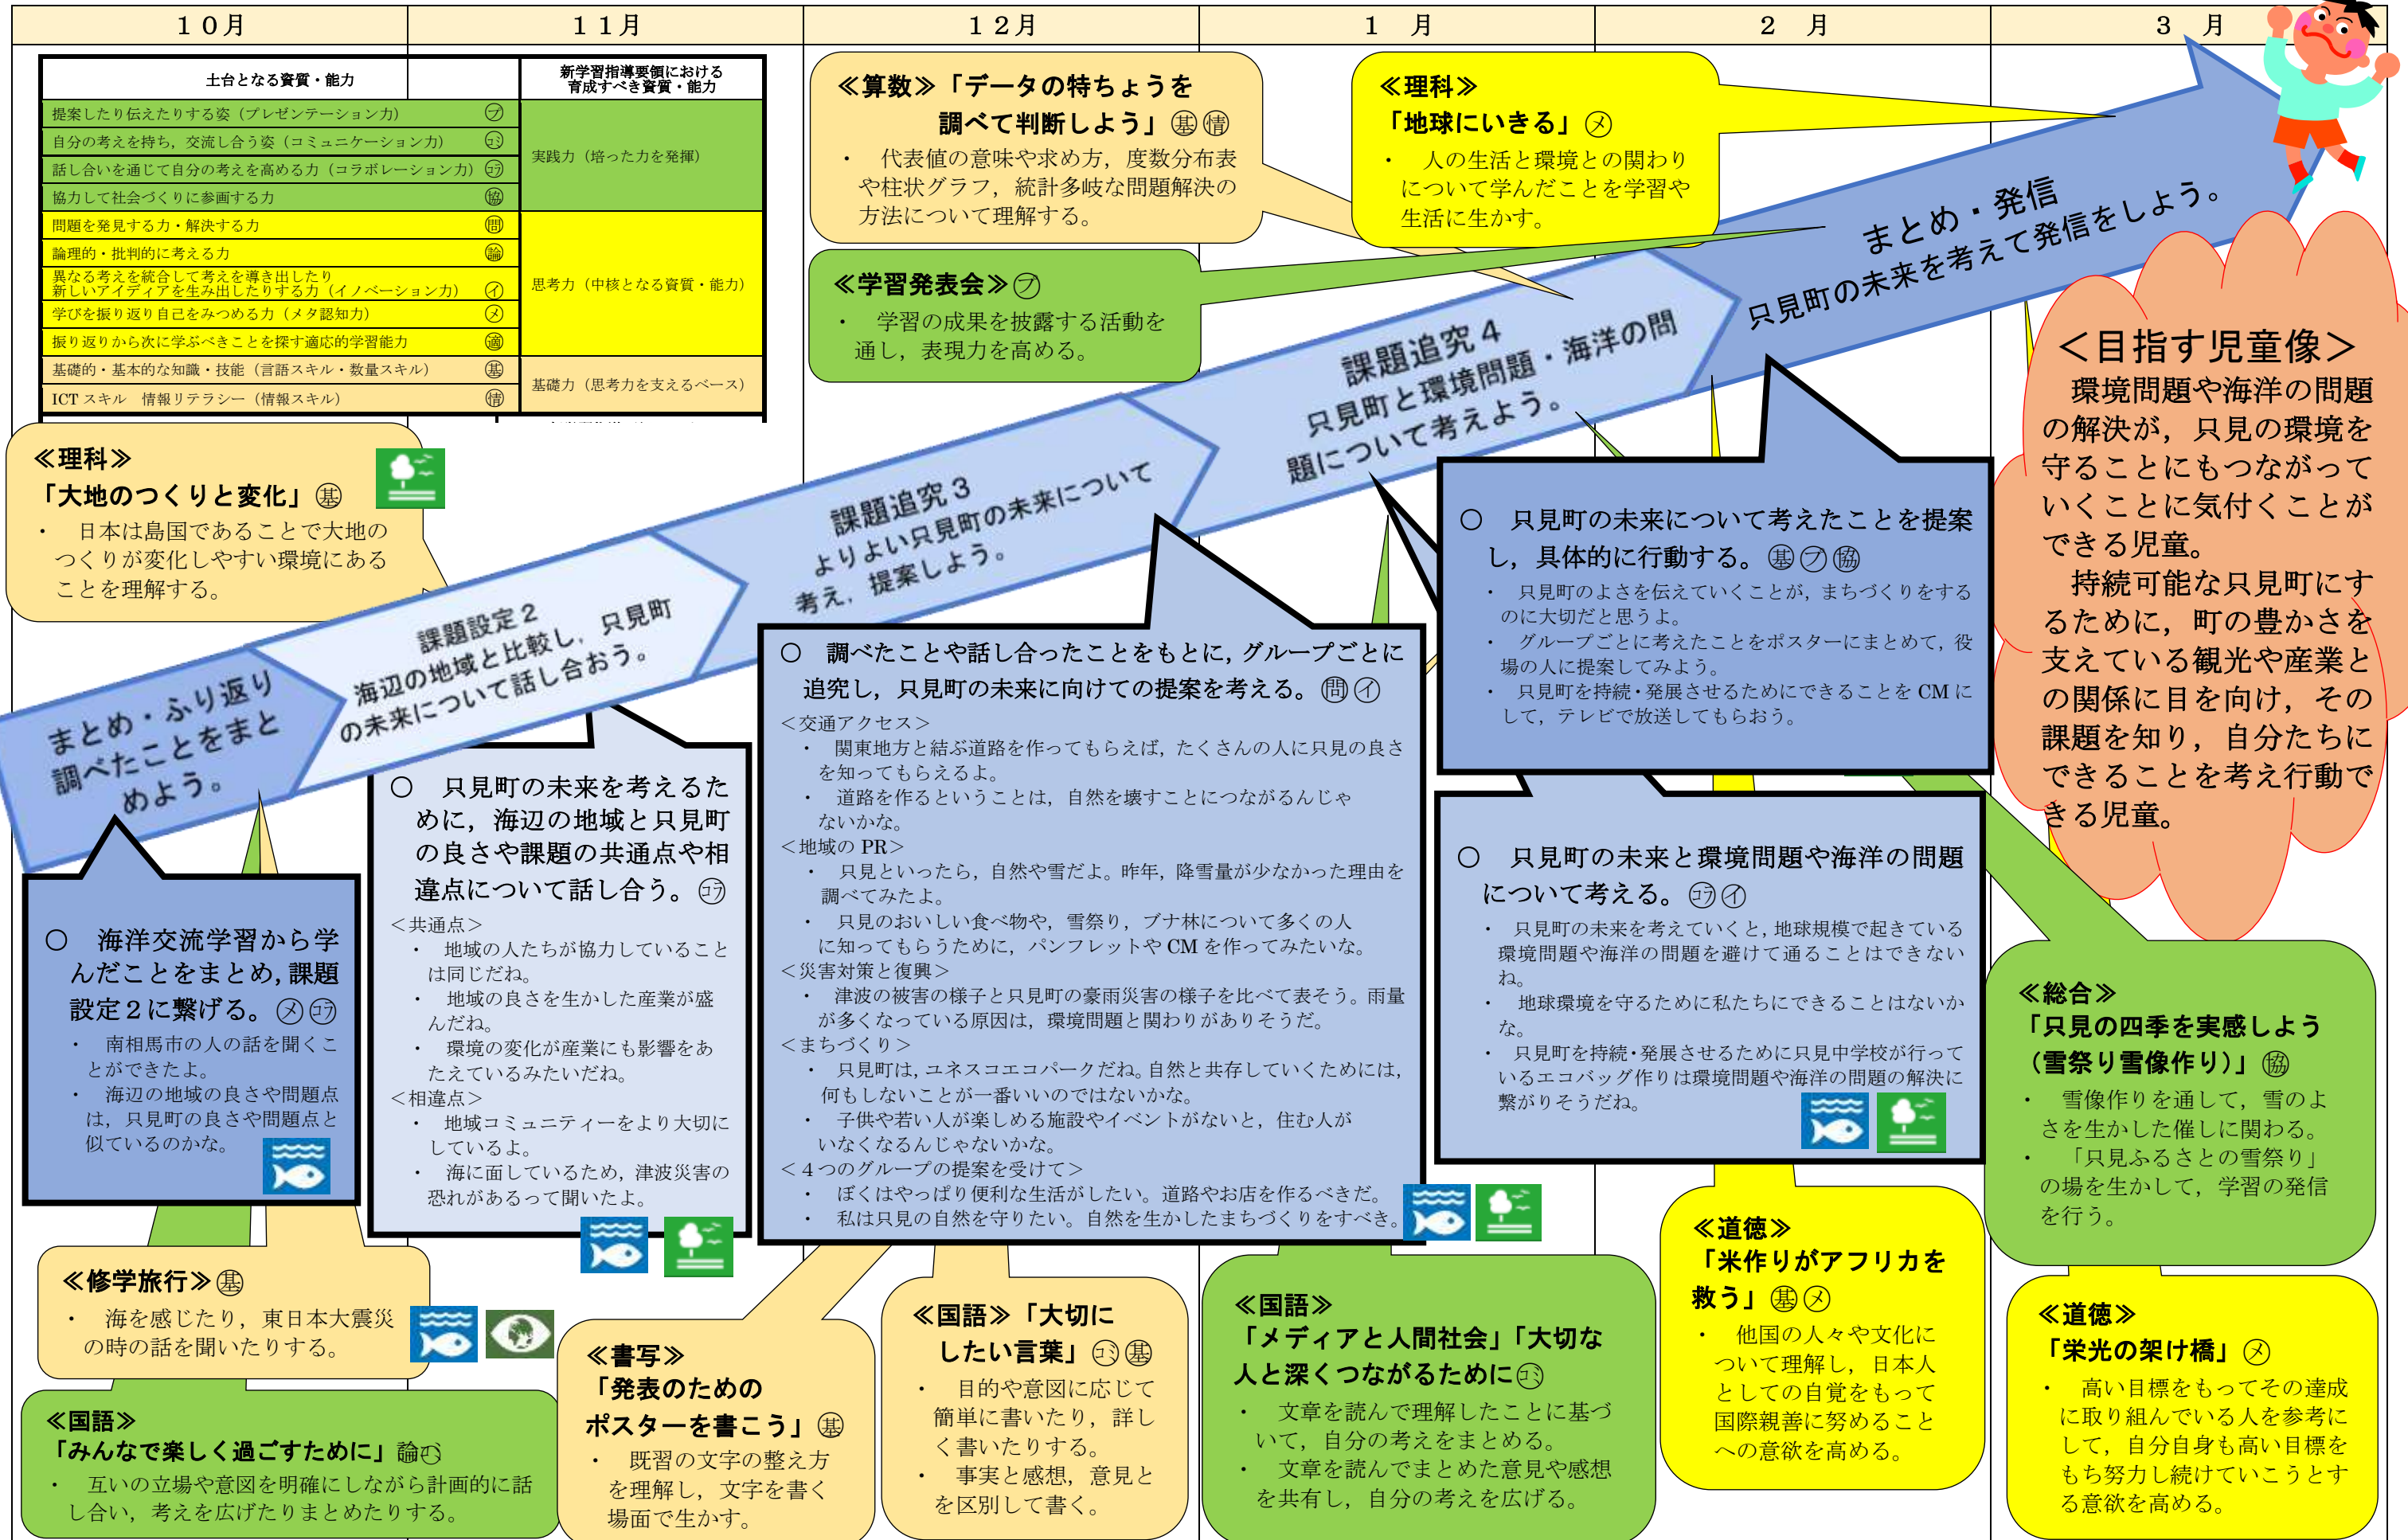 10月
11月
12月
1 月
2 月
3 月
土台となる資質・能力
新学習指導要領における
育成すべき資質・能力
提案したり伝えたりする姿（プレゼンテーション力） ㋫
自分の考えを持ち，交流し合う姿（コミュニケーション力） コミ
話し合いを通じて自分の考えを高める力（コラボレーション力） コラ
協力して社会づくりに参画する力 協
実践力（培った力を発揮）
問題を発見する力・解決する力 問
論理的・批判的に考える力 論
異なる考えを統合して考えを導き出したり
新しいアイディアを生み出したりする力（イノベーション力） ㋑
学びを振り返り自己をみつめる力（メタ認知力） ㋱
振り返りから次に学ぶべきことを探す適応的学習能力 適
思考力（中核となる資質・能力）
基礎的・基本的な知識・技能（言語スキル・数量スキル） 基
ICT スキル 情報リテラシー（情報スキル） 情
基礎力（思考力を支えるベース）
≪算数≫「データの特ちょうを
調べて判断しよう」基情
・ 代表値の意味や求め方，度数分布表
や柱状グラフ，統計多岐な問題解決の
方法について理解する。
≪理科≫
「地球にいきる」㋱
・ 人の生活と環境との関わり
について学んだことを学習や
生活に生かす。
≪学習発表会≫プ
・ 学習の成果を披露する活動を
通し，表現力を高める。
≪理科≫
「大地のつくりと変化」基
・ 日本は島国であることで大地の
つくりが変化しやすい環境にある
ことを理解する。
まとめ・ふり返り
調べたことをまと
めよう。
課題設定２
海辺の地域と比較し，只見町
の未来について話し合おう。
課題追究３
よりよい只見町の未来について
考え，提案しよう。
課題追究４
只見町と環境問題・海洋の問
題について考えよう。
まとめ・発信
只見町の未来を考えて発信をしよう。
＜目指す児童像＞
環境問題や海洋の問題
の解決が，只見の環境を
守ることにもつながって
いくことに気付くことが
できる児童。
持続可能な只見町にす
るために，町の豊かさを
支えている観光や産業と
の関係に目を向け，その
課題を知り，自分たちに
できることを考え行動で
きる児童。
○ 海洋交流学習から学
んだことをまとめ，課題
設定２に繋げる。㋱コラ
・ 南相馬市の人の話を聞くこ
とができたよ。
・ 海辺の地域の良さや問題点
は，只見町の良さや問題点と
似ているのかな。
○ 只見町の未来を考えるた
めに，海辺の地域と只見町
の良さや課題の共通点や相
違点について話し合う。コラ
＜共通点＞
・ 地域の人たちが協力していること
は同じだね。
・ 地域の良さを生かした産業が盛
んだね。
・ 環境の変化が産業にも影響をあ
たえているみたいだね。
＜相違点＞
・ 地域コミュニティーをより大切に
しているよ。
・ 海に面しているため，津波災害の
恐れがあるって聞いたよ。
○ 調べたことや話し合ったことをもとに，グループごとに
追究し，只見町の未来に向けての提案を考える。問㋑
＜交通アクセス＞
・ 関東地方と結ぶ道路を作ってもらえば，たくさんの人に只見の良さ
を知ってもらえるよ。
・ 道路を作るということは，自然を壊すことにつながるんじゃ
ないかな。
＜地域の PR＞
・ 只見といったら，自然や雪だよ。昨年，降雪量が少なかった理由を
調べてみたよ。
・ 只見のおいしい食べ物や，雪祭り，ブナ林について多くの人
に知ってもらうために，パンフレットや CM を作ってみたいな。
＜災害対策と復興＞
・ 津波の被害の様子と只見町の豪雨災害の様子を比べて表そう。雨量
が多くなっている原因は，環境問題と関わりがありそうだ。
＜まちづくり＞
・ 只見町は，ユネスコエコパークだね。自然と共存していくためには，
何もしないことが一番いいのではないかな。
・ 子供や若い人が楽しめる施設やイベントがないと，住む人が
いなくなるんじゃないかな。
＜４つのグループの提案を受けて＞
・ ぼくはやっぱり便利な生活がしたい。道路やお店を作るべきだ。
・ 私は只見の自然を守りたい。自然を生かしたまちづくりをすべき。
○ 只見町の未来について考えたことを提案
し，具体的に行動する。基プ協
・ 只見町のよさを伝えていくことが，まちづくりをする
のに大切だと思うよ。
・ グループごとに考えたことをポスターにまとめて，役
場の人に提案してみよう。
・ 只見町を持続・発展させるためにできることを CM に
して，テレビで放送してもらおう。
○ 只見町の未来と環境問題や海洋の問題
について考える。コラ㋑
・ 只見町の未来を考えていくと，地球規模で起きている
環境問題や海洋の問題を避けて通ることはできない
ね。
・ 地球環境を守るために私たちにできることはないか
な。
・ 只見町を持続・発展させるために只見中学校が行って
いるエコバッグ作りは環境問題や海洋の問題の解決に
繋がりそうだね。
≪総合≫
「只見の四季を実感しよう
（雪祭り雪像作り）」協
・ 雪像作りを通して，雪のよ
さを生かした催しに関わる。
・ 「只見ふるさとの雪祭り」
の場を生かして，学習の発信
を行う。
≪修学旅行≫基
・ 海を感じたり，東日本大震災
の時の話を聞いたりする。
≪国語≫
「みんなで楽しく過ごすために」論コミ
・ 互いの立場や意図を明確にしながら計画的に話
し合い，考えを広げたりまとめたりする。
≪書写≫
「発表のための
ポスターを書こう」基
・ 既習の文字の整え方
を理解し，文字を書く
場面で生かす。
≪国語≫「大切に
したい言葉」コミ基
・ 目的や意図に応じて
簡単に書いたり，詳し
く書いたりする。
・ 事実と感想，意見と
を区別して書く。
≪国語≫
「メディアと人間社会」「大切な
人と深くつながるためにコミ
・ 文章を読んで理解したことに基づ
いて，自分の考えをまとめる。
・ 文章を読んでまとめた意見や感想
を共有し，自分の考えを広げる。
≪道徳≫
「米作りがアフリカを
救う」基㋱
・ 他国の人々や文化に
ついて理解し，日本人
としての自覚をもって
国際親善に努めること
への意欲を高める。
≪道徳≫
「栄光の架け橋」㋱
・ 高い目標をもってその達成
に取り組んでいる人を参考に
して，自分自身も高い目標を
もち努力し続けていこうとす
る意欲を高める。